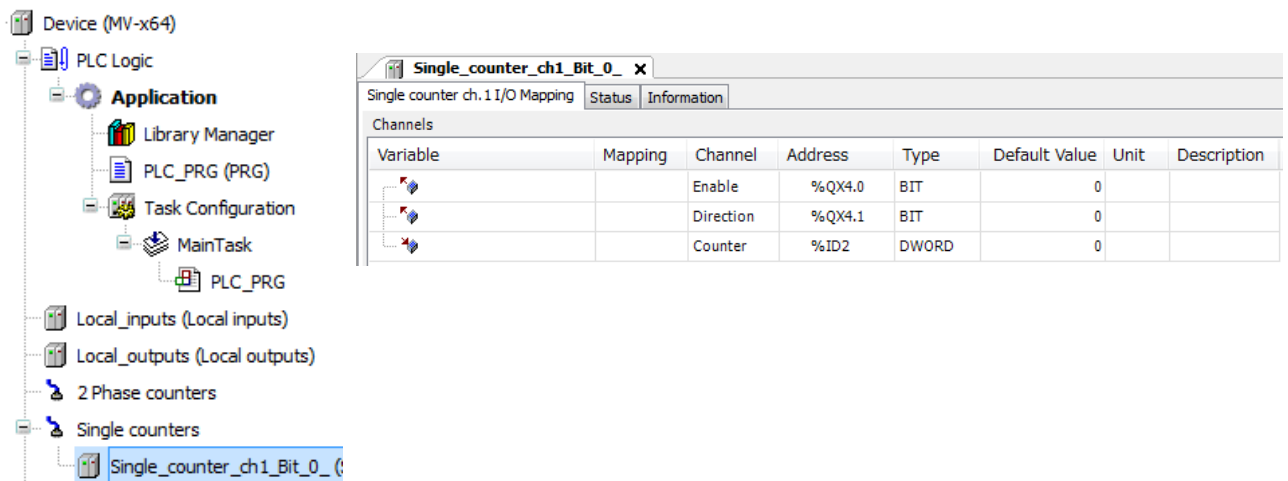 Device (MV-x64)
PLC Logic
Application
Library Manager
PLC_PRG (PRG)
Task Configuration
MainTask
PLC_PRG
Local_inputs (Local inputs)
Local_outputs (Local outputs)
2 Phase counters
Single counters
Single_counter_ch1_Bit_0_ (
Single_counter_ch1_Bit_0_ x
Single counter ch.1 I/O Mapping Status Information
Channels
Variable Mapping Channel Address Type Default Value Unit Description
Enable %QX4.0 BIT 0
Direction %QX4.1 BIT 0
Counter %ID2 DWORD 0